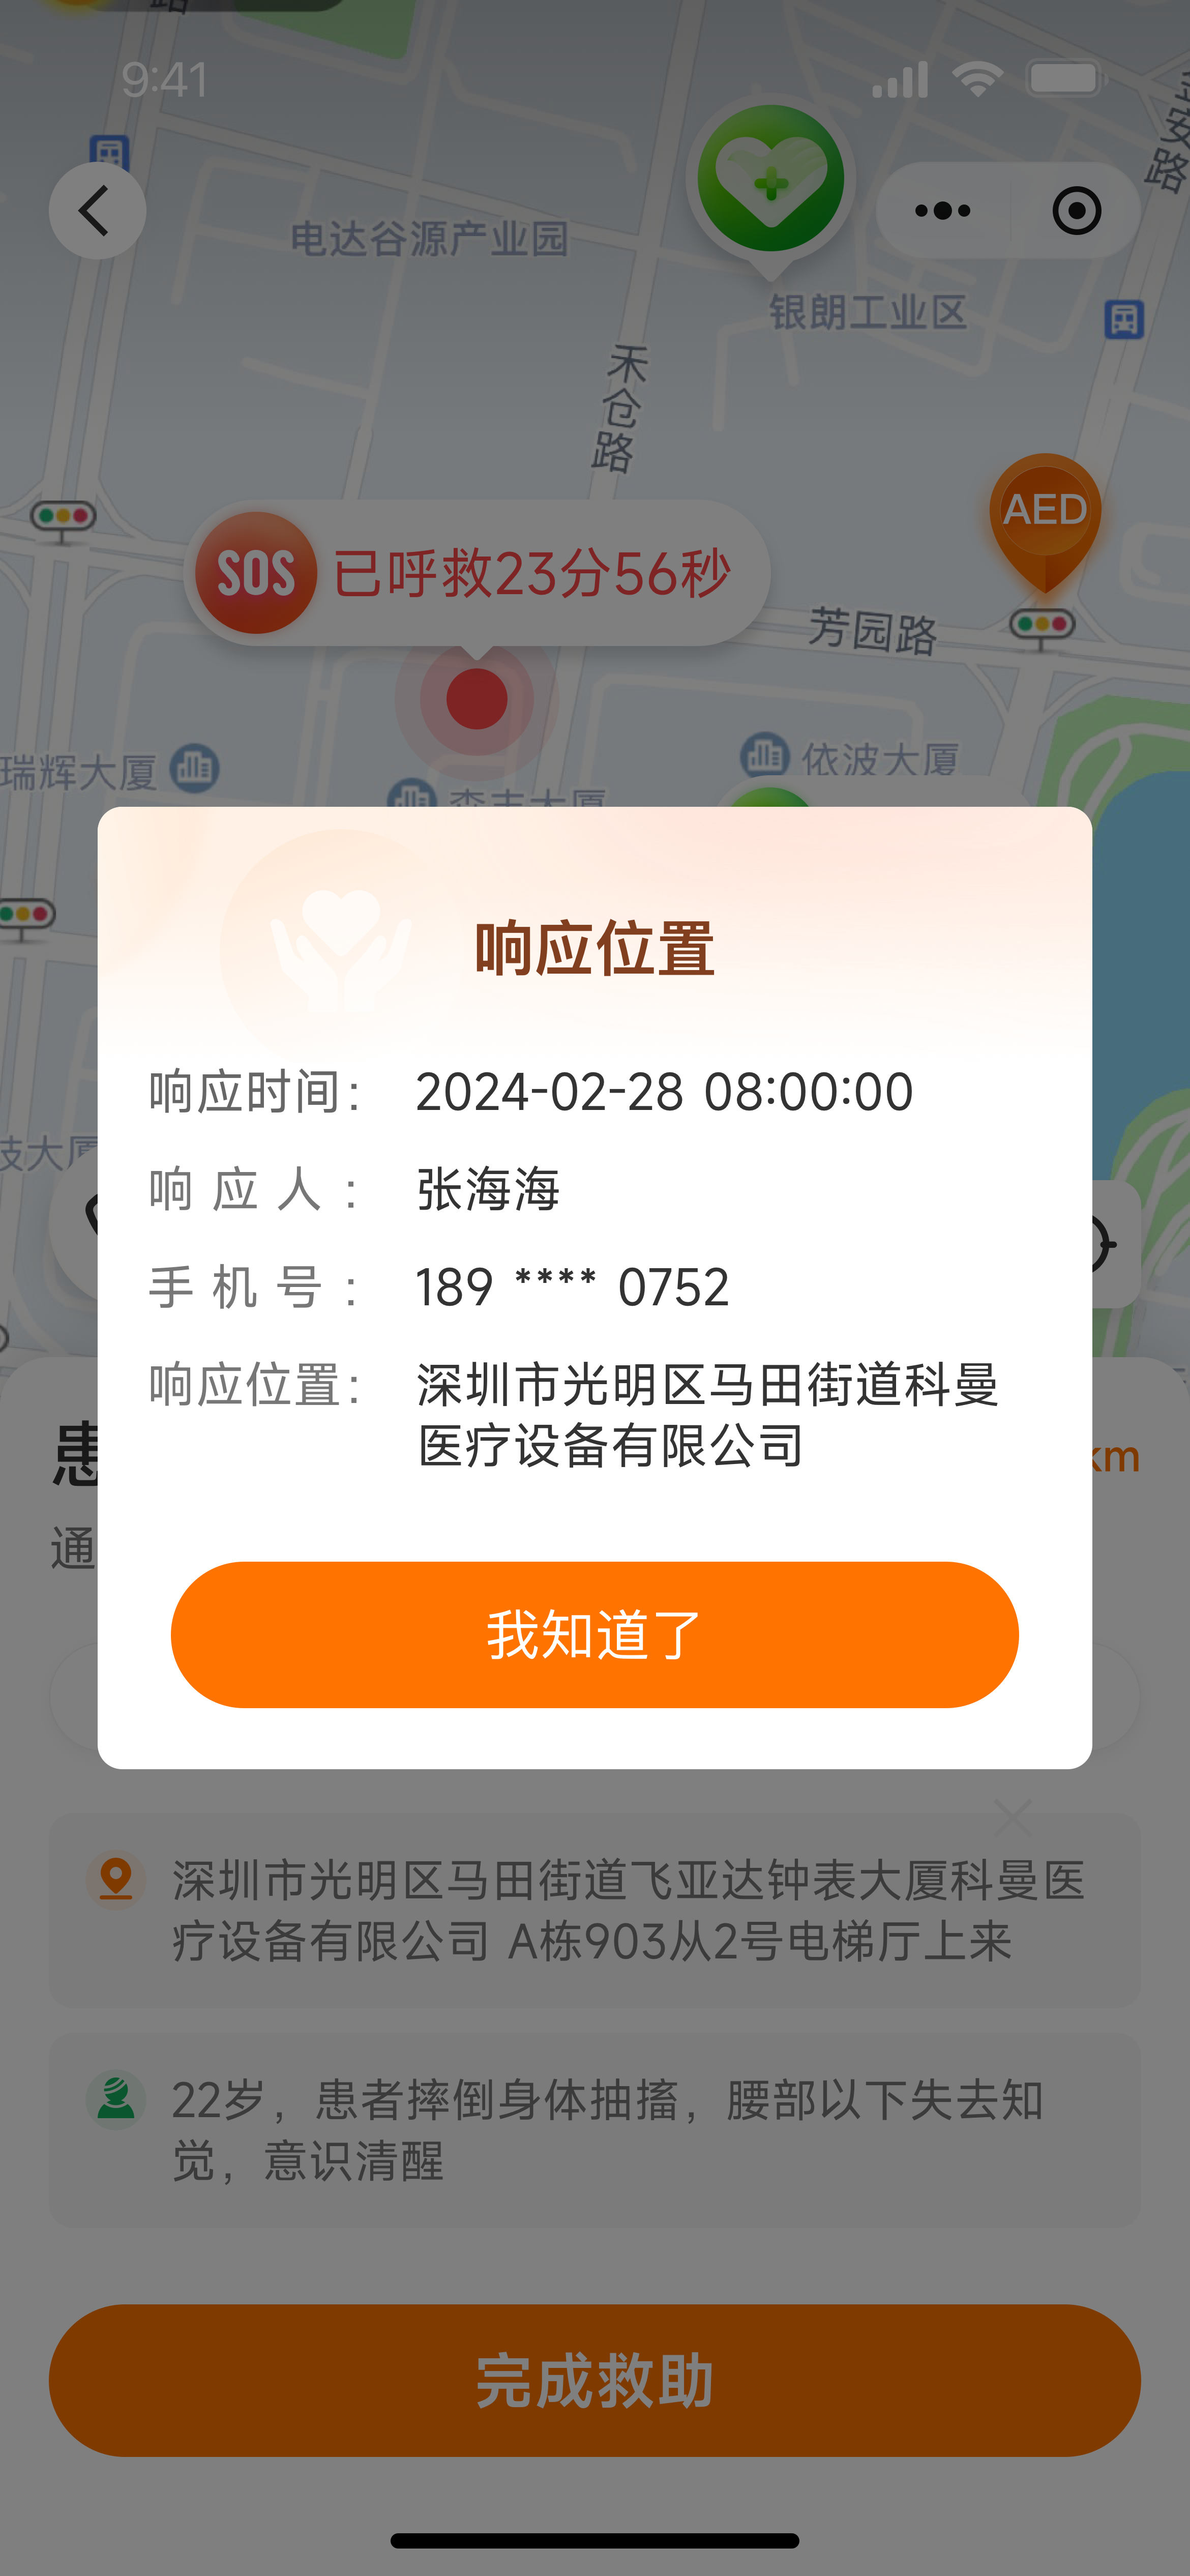 9:41
电达谷源产业园
银朗工业区
禾仓路
安路
AED
SOS 已呼救23分56秒
芳园路
瑞辉大厦
依波大厦
响应位置
响应时间： 2024-02-28 08:00:00
响应人： 张海海
手机号： 189 **** 0752
响应位置： 深圳市光明区马田街道科曼
医疗设备有限公司
技大厦
患
km
通
我知道了
深圳市光明区马田街道飞亚达钟表大厦科曼医
疗设备有限公司 A栋903从2号电梯厅上来
22岁，患者摔倒身体抽搐，腰部以下失去知
觉，意识清醒
完成救助